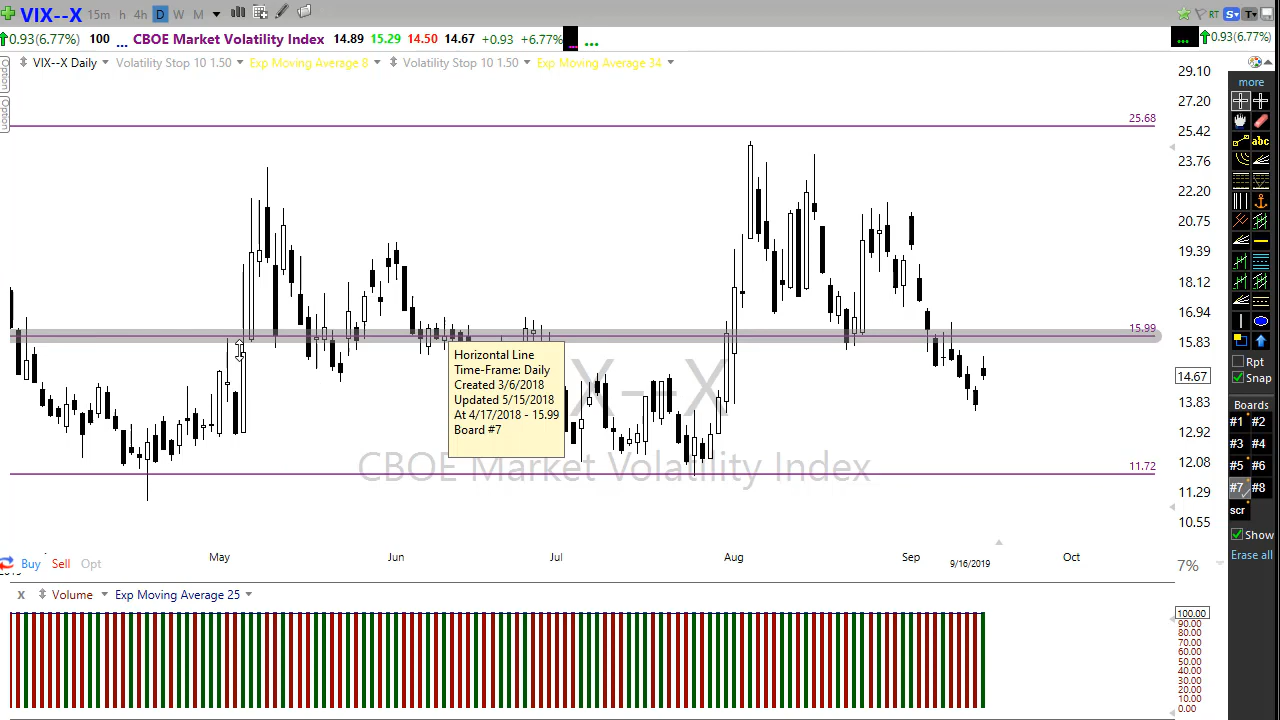 VIX--X 15m h 4h D W M RT S T
0.93(6.77%) 100 ... CBOE Market Volatility Index 14.89 15.29 14.50 14.67 +0.93 +6.77% ... ... ... 0.93(6.77%)
VIX--X Daily Volatility Stop 10 1.50 Exp Moving Average 8 Volatility Stop 10 1.50 Exp Moving Average 34
Option
Option
more
abc
29.10
27.20
25.68
25.42
23.76
22.20
20.75
19.39
18.12
16.94
15.99
15.83
14.67
13.83
12.92
12.08
11.72
11.29
10.55
Horizontal Line
Time-Frame: Daily
Created 3/6/2018
Updated 5/15/2018
At 4/17/2018 - 15.99
Board #7
X--X
CBOE Market Volatility Index
Rpt
Snap
Boards
#1 #2
#3 #4
#5 #6
#7 #8
scr
Show
Erase all
May Jun Jul Aug Sep Oct
9/16/2019
Buy Sell Opt 7%
X Volume Exp Moving Average 25
100.00
90.00
80.00
70.00
60.00
50.00
40.00
30.00
20.00
10.00
0.00